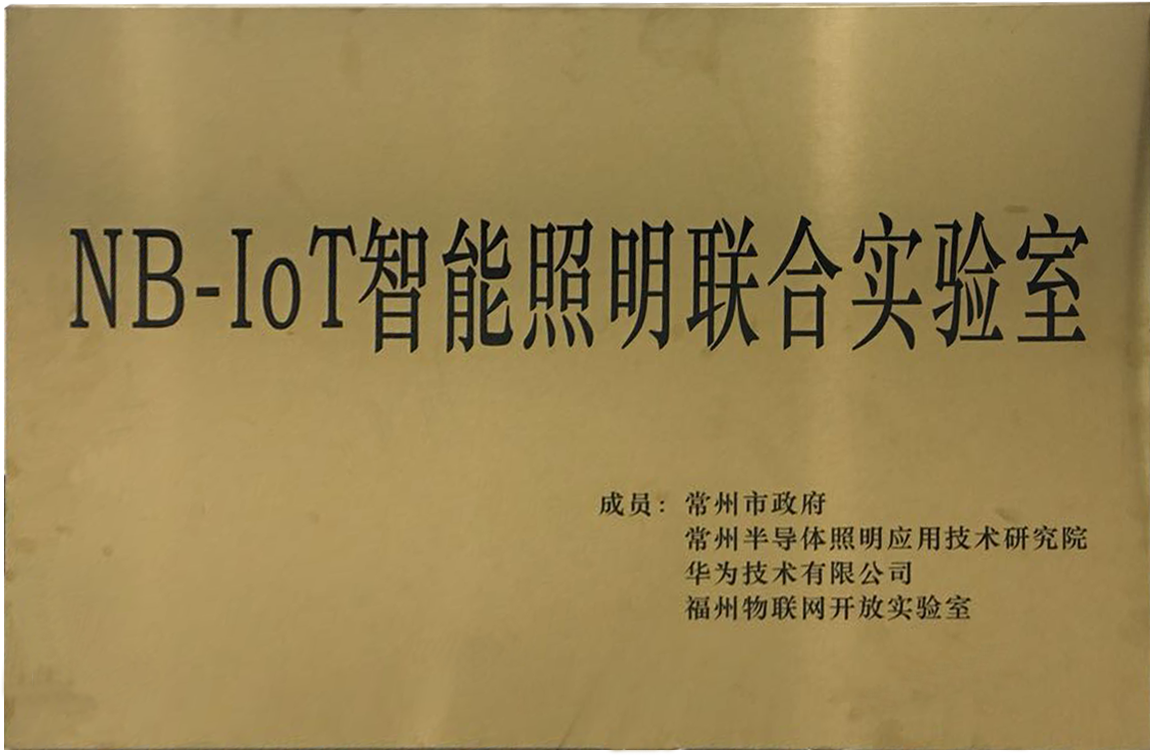 NB-IoT智能照明联合实验室
成员：常州市政府
常州半导体照明应用技术研究院
华为技术有限公司
福州物联网开放实验室